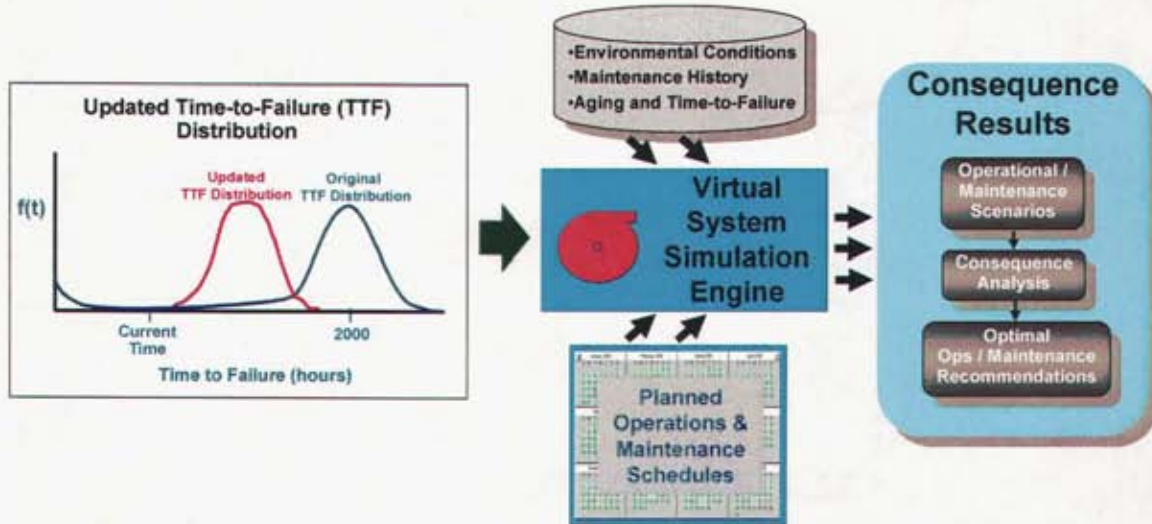 Updated Time-to-Failure (TTF)
Distribution
Updated
TTF Distribution
Original
TTF Distribution
f(t)
Current
Time
2000
Time to Failure (hours)
•Environmental Conditions
•Maintenance History
•Aging and Time-to-Failure
Virtual
System
Simulation
Engine
Planned
Operations &
Maintenance
Schedules
Consequence
Results
Operational /
Maintenance
Scenarios
Consequence
Analysis
Optimal
Ops / Maintenance
Recommendations